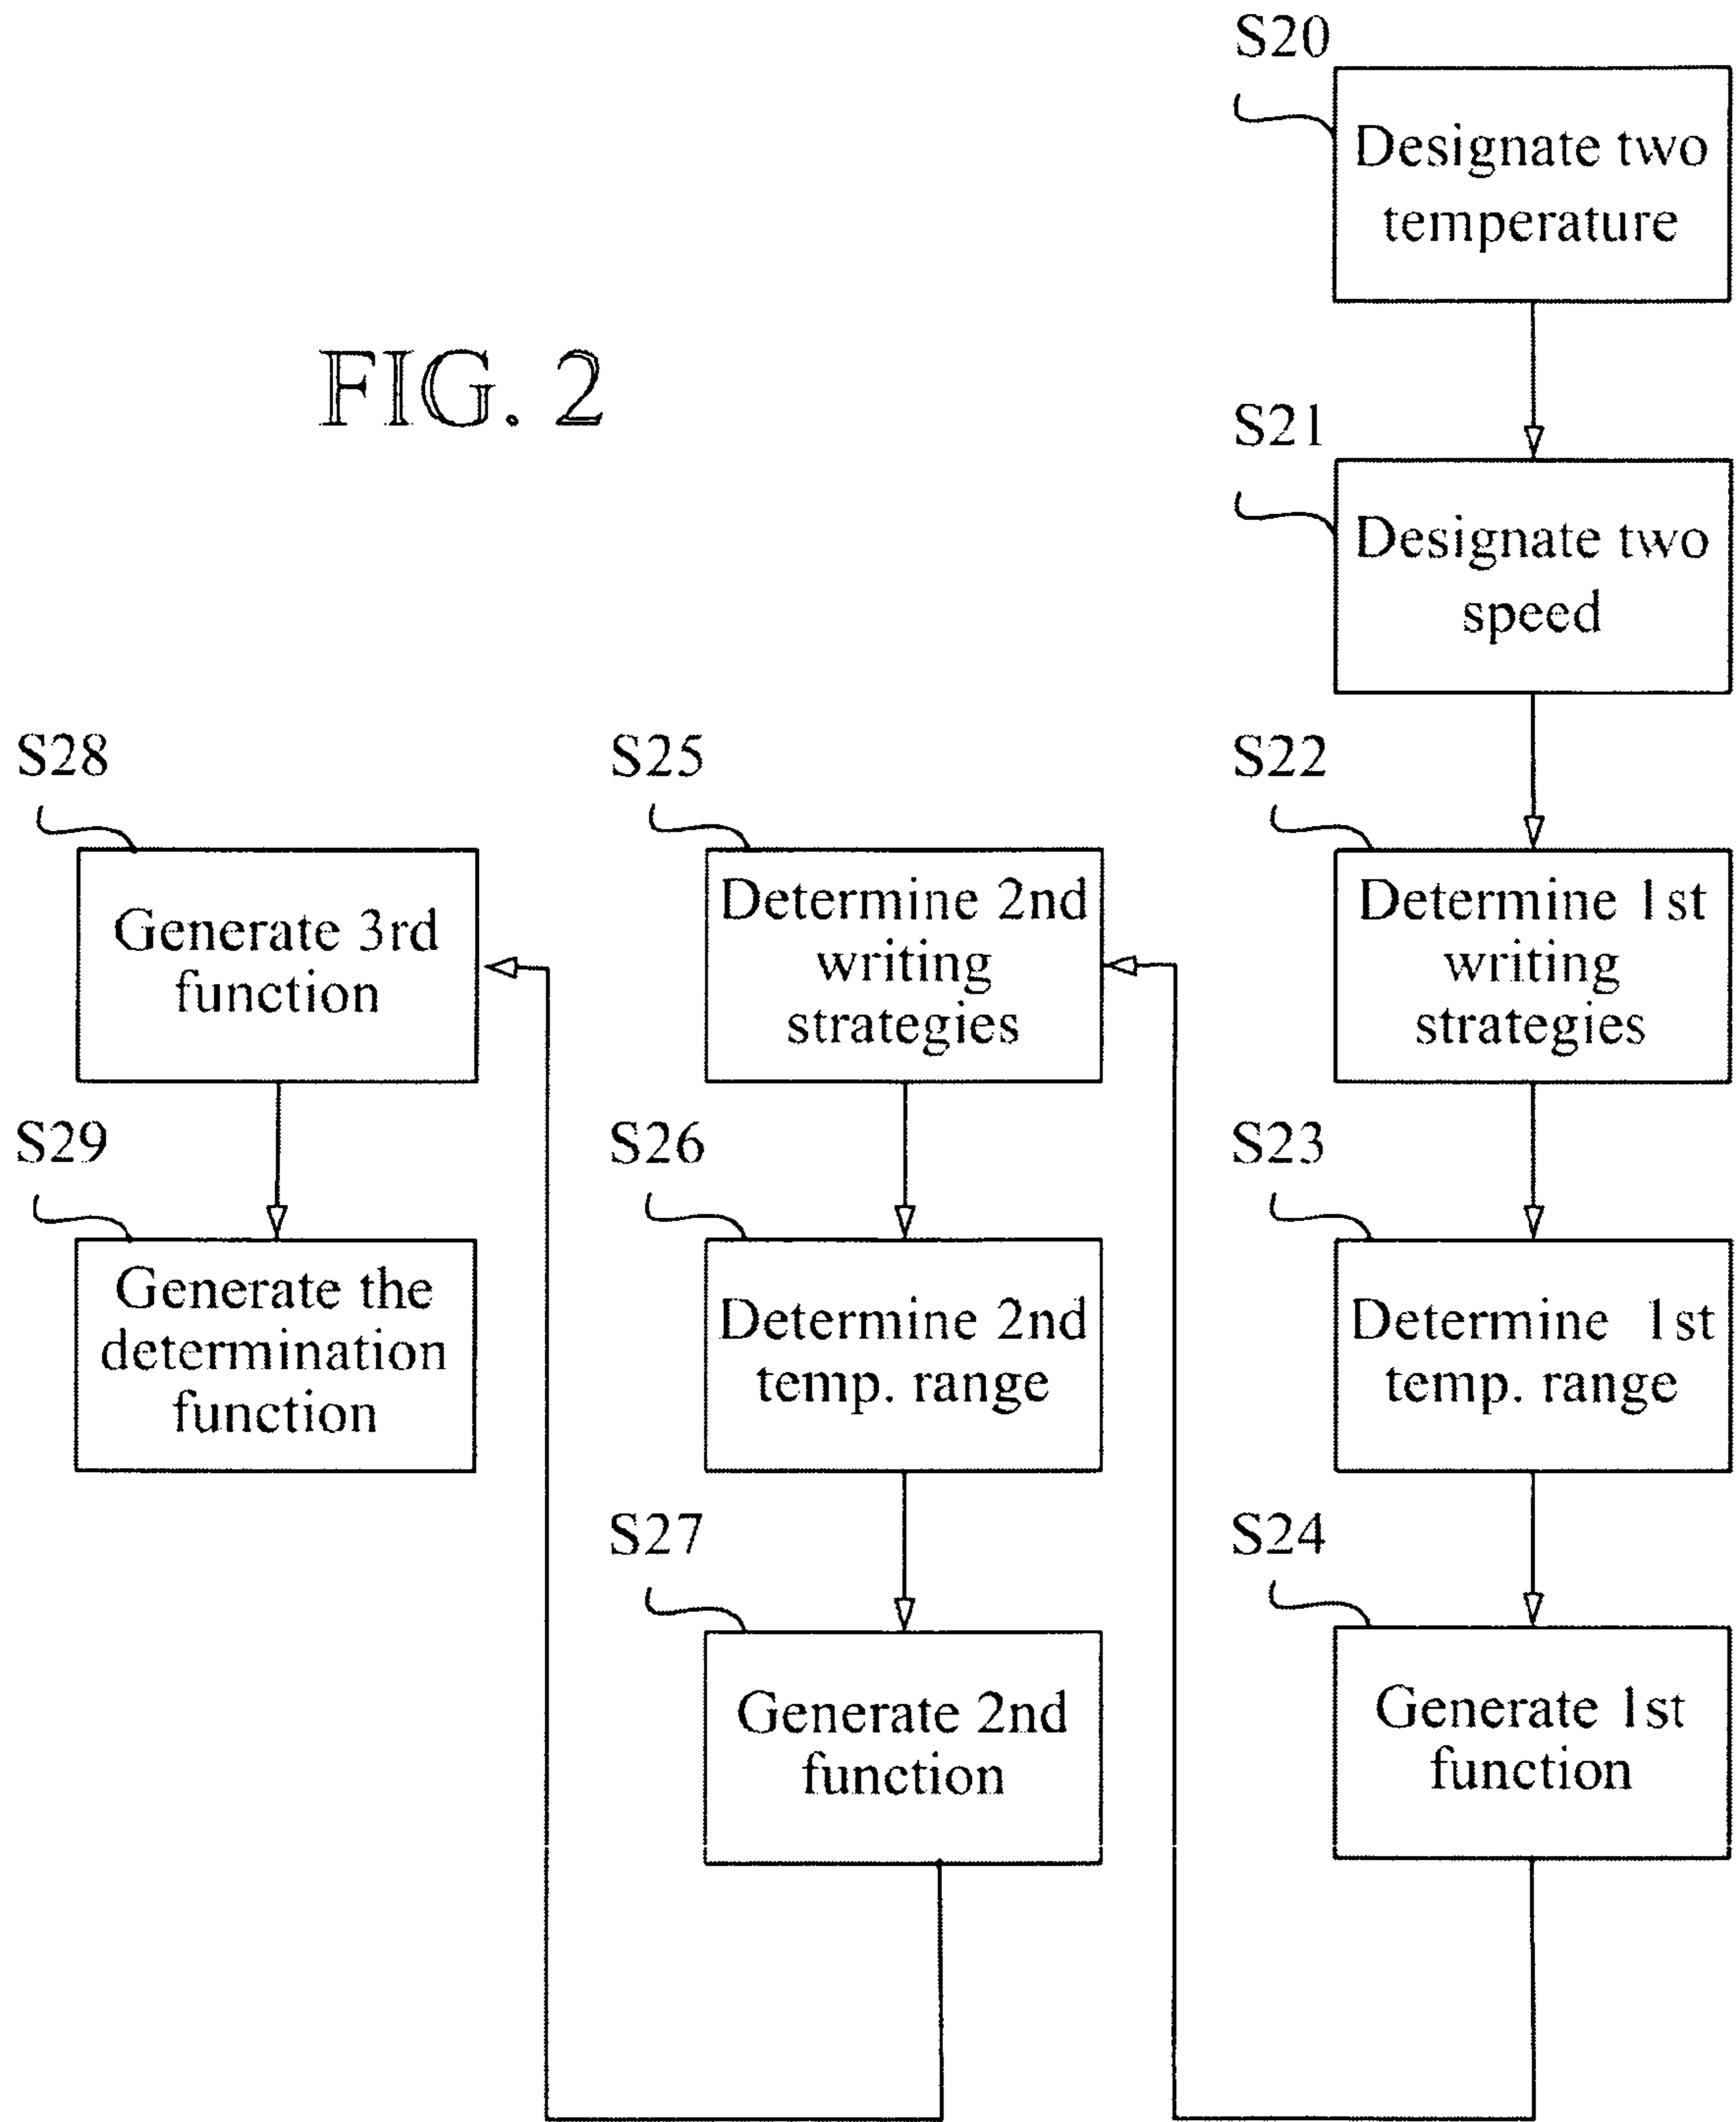 FIG. 2
S20
Designate two
temperature
S21
Designate two
speed
S22
Determine 1st
writing
strategies
S23
Determine 1st
temp. range
S24
Generate 1st
function
S25
Determine 2nd
writing
strategies
S26
Determine 2nd
temp. range
S27
Generate 2nd
function
S28
Generate 3rd
function
S29
Generate the
determination
function